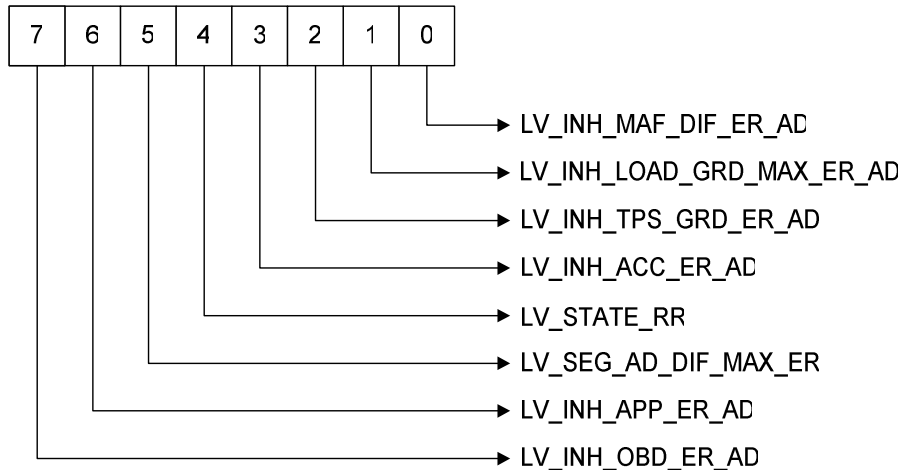 7 6 5 4 3 2 1 0
LV_INH_MAF_DIF_ER_AD
LV_INH_LOAD_GRD_MAX_ER_AD
LV_INH_TPS_GRD_ER_AD
LV_INH_ACC_ER_AD
LV_STATE_RR
LV_SEG_AD_DIF_MAX_ER
LV_INH_APP_ER_AD
LV_INH_OBD_ER_AD